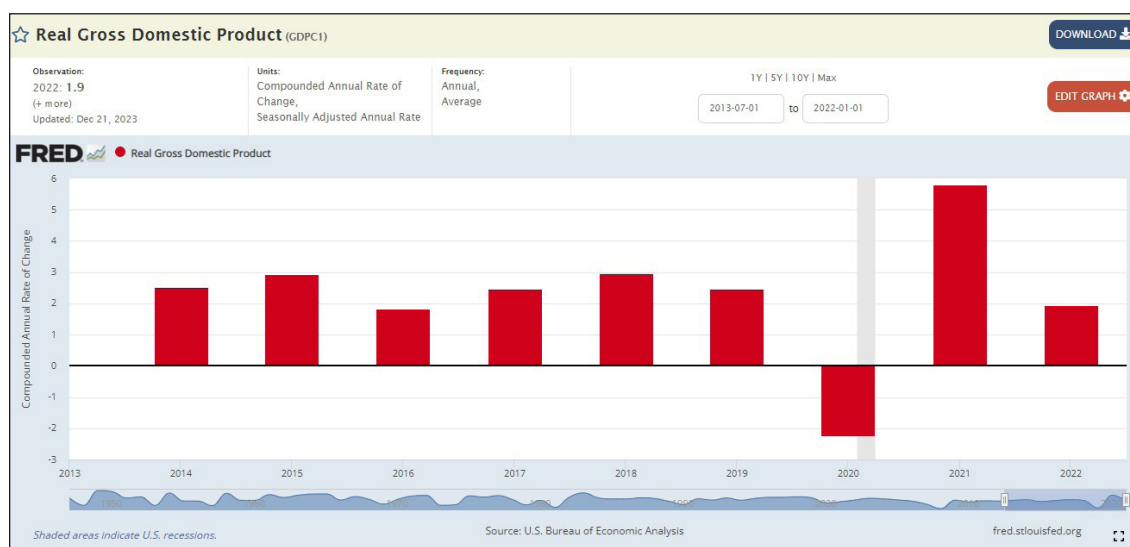 Real Gross Domestic Product (GDPC1)
DOWNLOAD
Observation:
2022: 1.9
(+ more)
Updated: Dec 21, 2023
Units:
Compounded Annual Rate of
Change,
Seasonally Adjusted Annual Rate
Frequency:
Annual,
Average
1Y | 5Y | 10Y | Max
2013-07-01 to 2022-01-01
EDIT GRAPH
FRED Real Gross Domestic Product
Compounded Annual Rate of Change
6
5
4
3
2
1
0
-1
-2
-3
2013 2014 2015 2016 2017 2018 2019 2020 2021 2022
1950
Shaded areas indicate U.S. recessions.
Source: U.S. Bureau of Economic Analysis
fred.stlouisfed.org